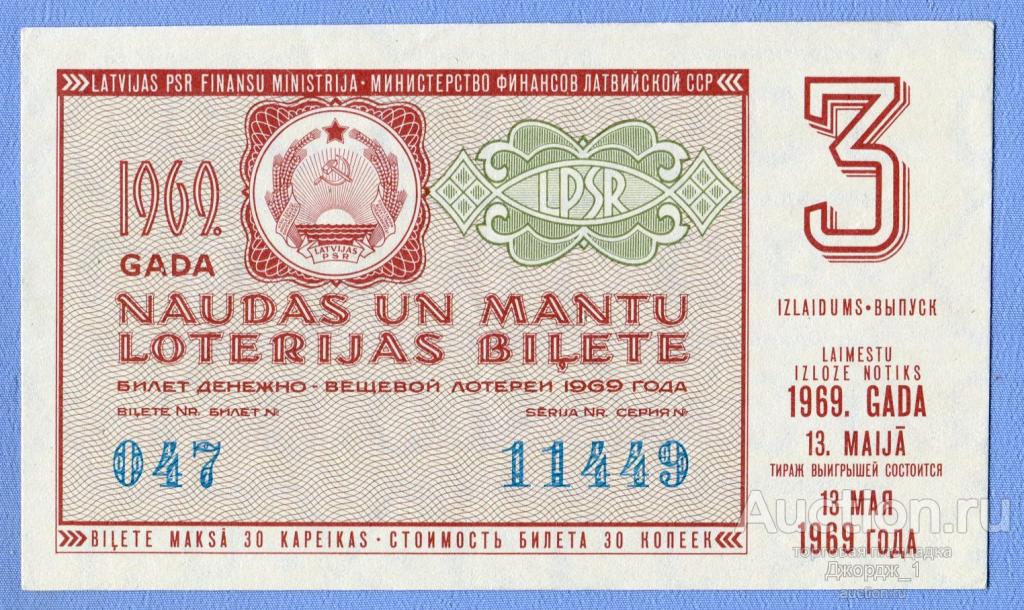 LATVIJAS PSR FINANSU MINISTRIJA • МИНИСТЕРСТВО ФИНАНСОВ ЛАТВИЙСКОЙ ССР
1969.
GADA
LATVIJAS
PSR
LPSR
NAUDAS UN MANTU
LOTERIJAS BIĻETE
БИЛЕТ ДЕНЕЖНО - ВЕЩЕВОЙ ЛОТЕРЕИ 1969 ГОДА
BIĻETE NR. БИЛЕТ №
SĒRIJA NR. СЕРИЯ №
047
11449
BIĻETE MAKSĀ 30 KAPEIKAS • СТОИМОСТЬ БИЛЕТА 30 КОПЕЕК
3
IZLAIDUMS • ВЫПУСК
LAIMESTU
IZLOZE NOTIKS
1969. GADA
13. MAIJĀ
ТИРАЖ ВЫИГРЫШЕЙ СОСТОИТСЯ
13 МАЯ
1969 ГОДА
Auction.ru
торговая площадка
Джордж_1
auction.ru